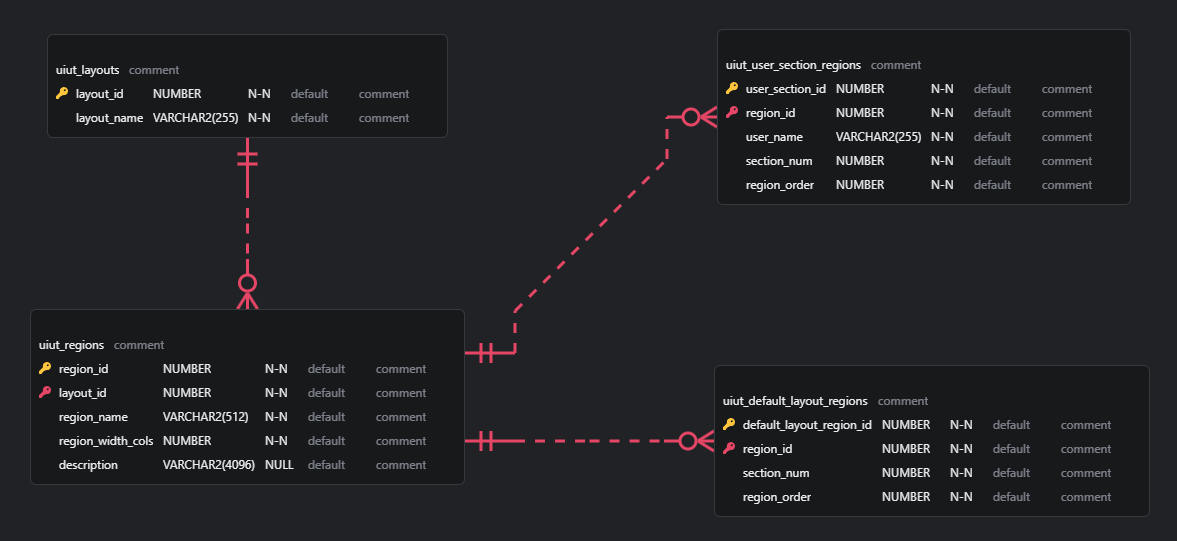 uiut_layouts comment
layout_id NUMBER N-N default comment
layout_name VARCHAR2(255) N-N default comment
uiut_user_section_regions comment
user_section_id NUMBER N-N default comment
region_id NUMBER N-N default comment
user_name VARCHAR2(255) N-N default comment
section_num NUMBER N-N default comment
region_order NUMBER N-N default comment
uiut_regions comment
region_id NUMBER N-N default comment
layout_id NUMBER N-N default comment
region_name VARCHAR2(512) N-N default comment
region_width_cols NUMBER N-N default comment
description VARCHAR2(4096) NULL default comment
uiut_default_layout_regions comment
default_layout_region_id NUMBER N-N default comment
region_id NUMBER N-N default comment
section_num NUMBER N-N default comment
region_order NUMBER N-N default comment